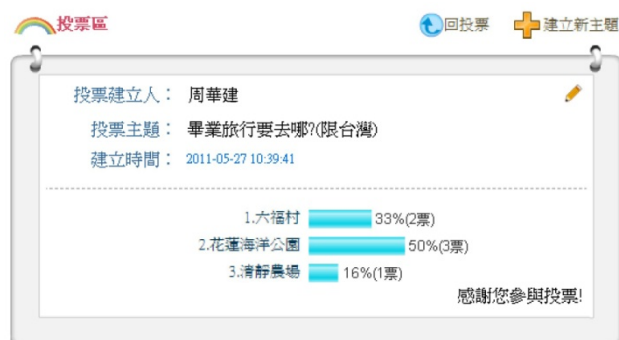 投票區
回投票 建立新主題
投票建立人： 周華建
投票主題： 畢業旅行要去哪?(限台灣)
建立時間： 2011-05-27 10:39:41
1.六福村 33%(2票)
2.花蓮海洋公園 50%(3票)
3.清靜農場 16%(1票)
感謝您參與投票!